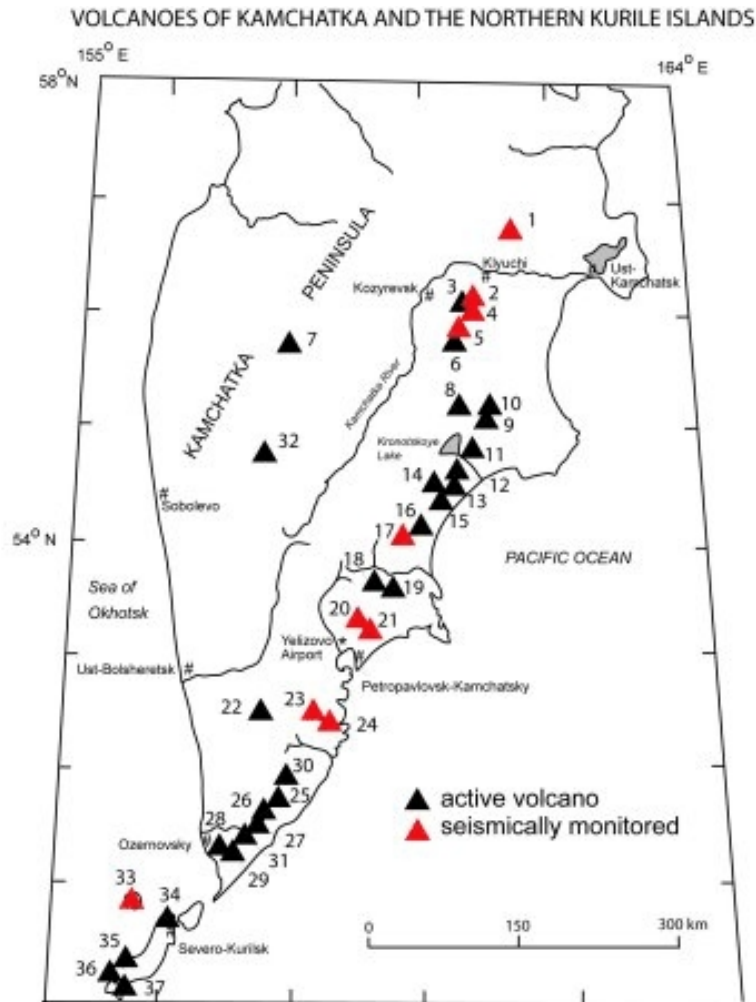 VOLCANOES OF KAMCHATKA AND THE NORTHERN KURILE ISLANDS
155° E
164° E
58°N
1
PENINSULA
Klyuchi
#
Ust-
Kamchatsk
Kozyrevsk #
3
2
4
5
6
7
KAMCHATKA
Kamchatka River
8
10
9
Kronotskoye
Lake
11
32
14
12
13
#
Sobolevo
16
15
17
54°N
PACIFIC OCEAN
18
19
Sea of
Okhotsk
20
21
Yelizovo
Airport
#
Ust-Bolsheretsk #
Petropavlovsk-Kamchatsky
22
23
24
30
26
25
active volcano
28
seismically monitored
27
Ozernovsky #
31
29
33
34
0
150
300 km
#
Severo-Kurilsk
35
36
37